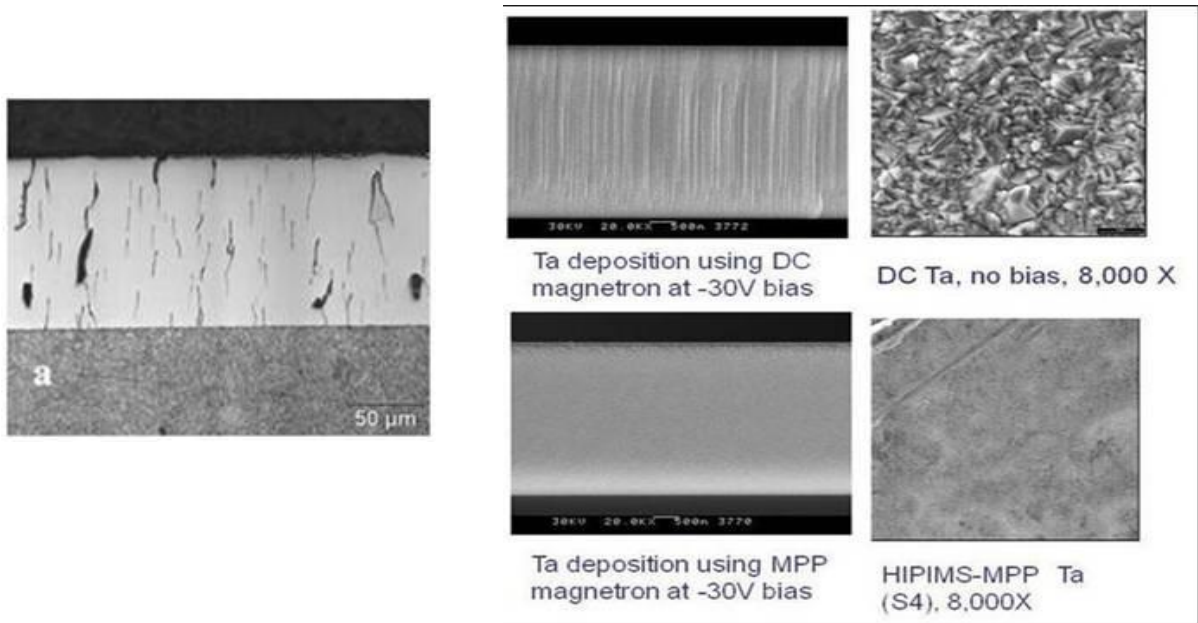 a
50 µm
30KV 20.0KX 500n 3772
Ta deposition using DC
magnetron at -30V bias
DC Ta, no bias, 8,000 X
30KV 20.0KX 500n 3770
Ta deposition using MPP
magnetron at -30V bias
HIPIMS-MPP Ta
(S4), 8,000X